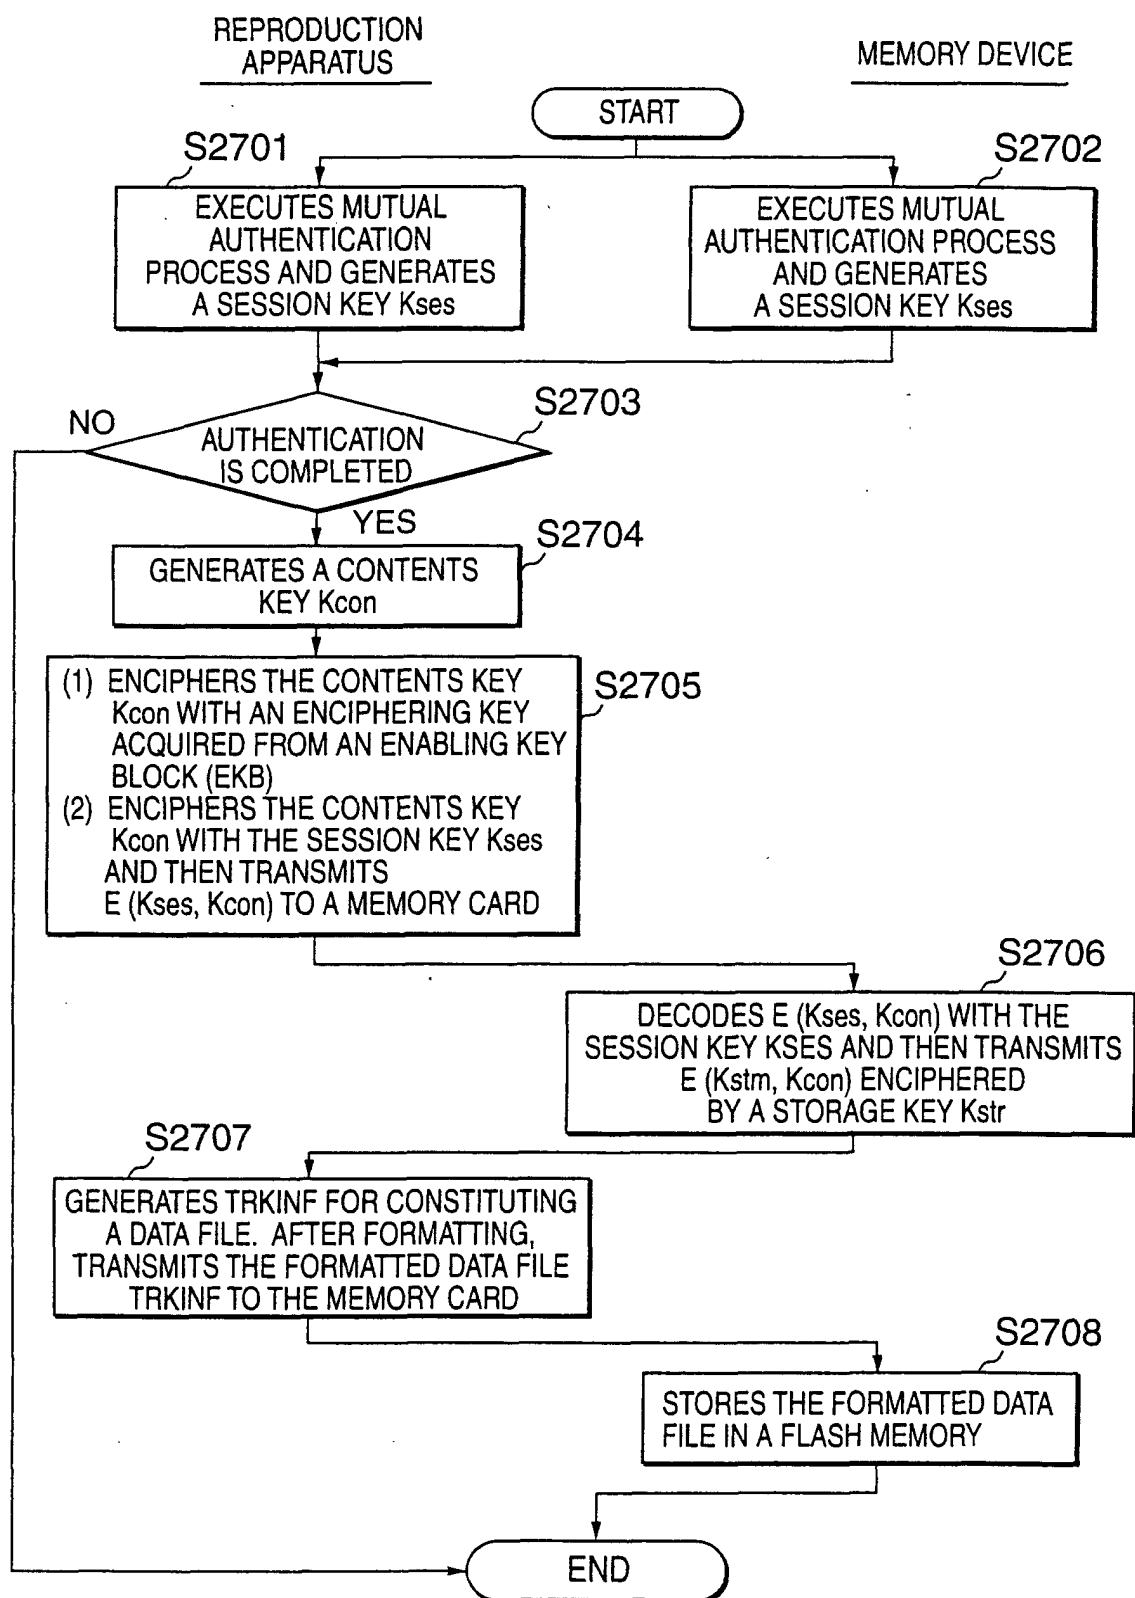 REPRODUCTION
APPARATUS
MEMORY DEVICE
START
S2701
S2702
EXECUTES MUTUAL
AUTHENTICATION
PROCESS AND GENERATES
A SESSION KEY Kses
EXECUTES MUTUAL
AUTHENTICATION PROCESS
AND GENERATES
A SESSION KEY Kses
S2703
NO
AUTHENTICATION
IS COMPLETED
YES
S2704
GENERATES A CONTENTS
KEY Kcon
S2705
(1) ENCIPHERS THE CONTENTS KEY
Kcon WITH AN ENCIPHERING KEY
ACQUIRED FROM AN ENABLING KEY
BLOCK (EKB)
(2) ENCIPHERS THE CONTENTS KEY
Kcon WITH THE SESSION KEY Kses
AND THEN TRANSMITS
E (Kses, Kcon) TO A MEMORY CARD
S2706
DECODES E (Kses, Kcon) WITH THE
SESSION KEY KSES AND THEN TRANSMITS
E (Kstm, Kcon) ENCIPHERED
BY A STORAGE KEY Kstr
S2707
GENERATES TRKINF FOR CONSTITUTING
A DATA FILE. AFTER FORMATTING,
TRANSMITS THE FORMATTED DATA FILE
TRKINF TO THE MEMORY CARD
S2708
STORES THE FORMATTED DATA
FILE IN A FLASH MEMORY
END